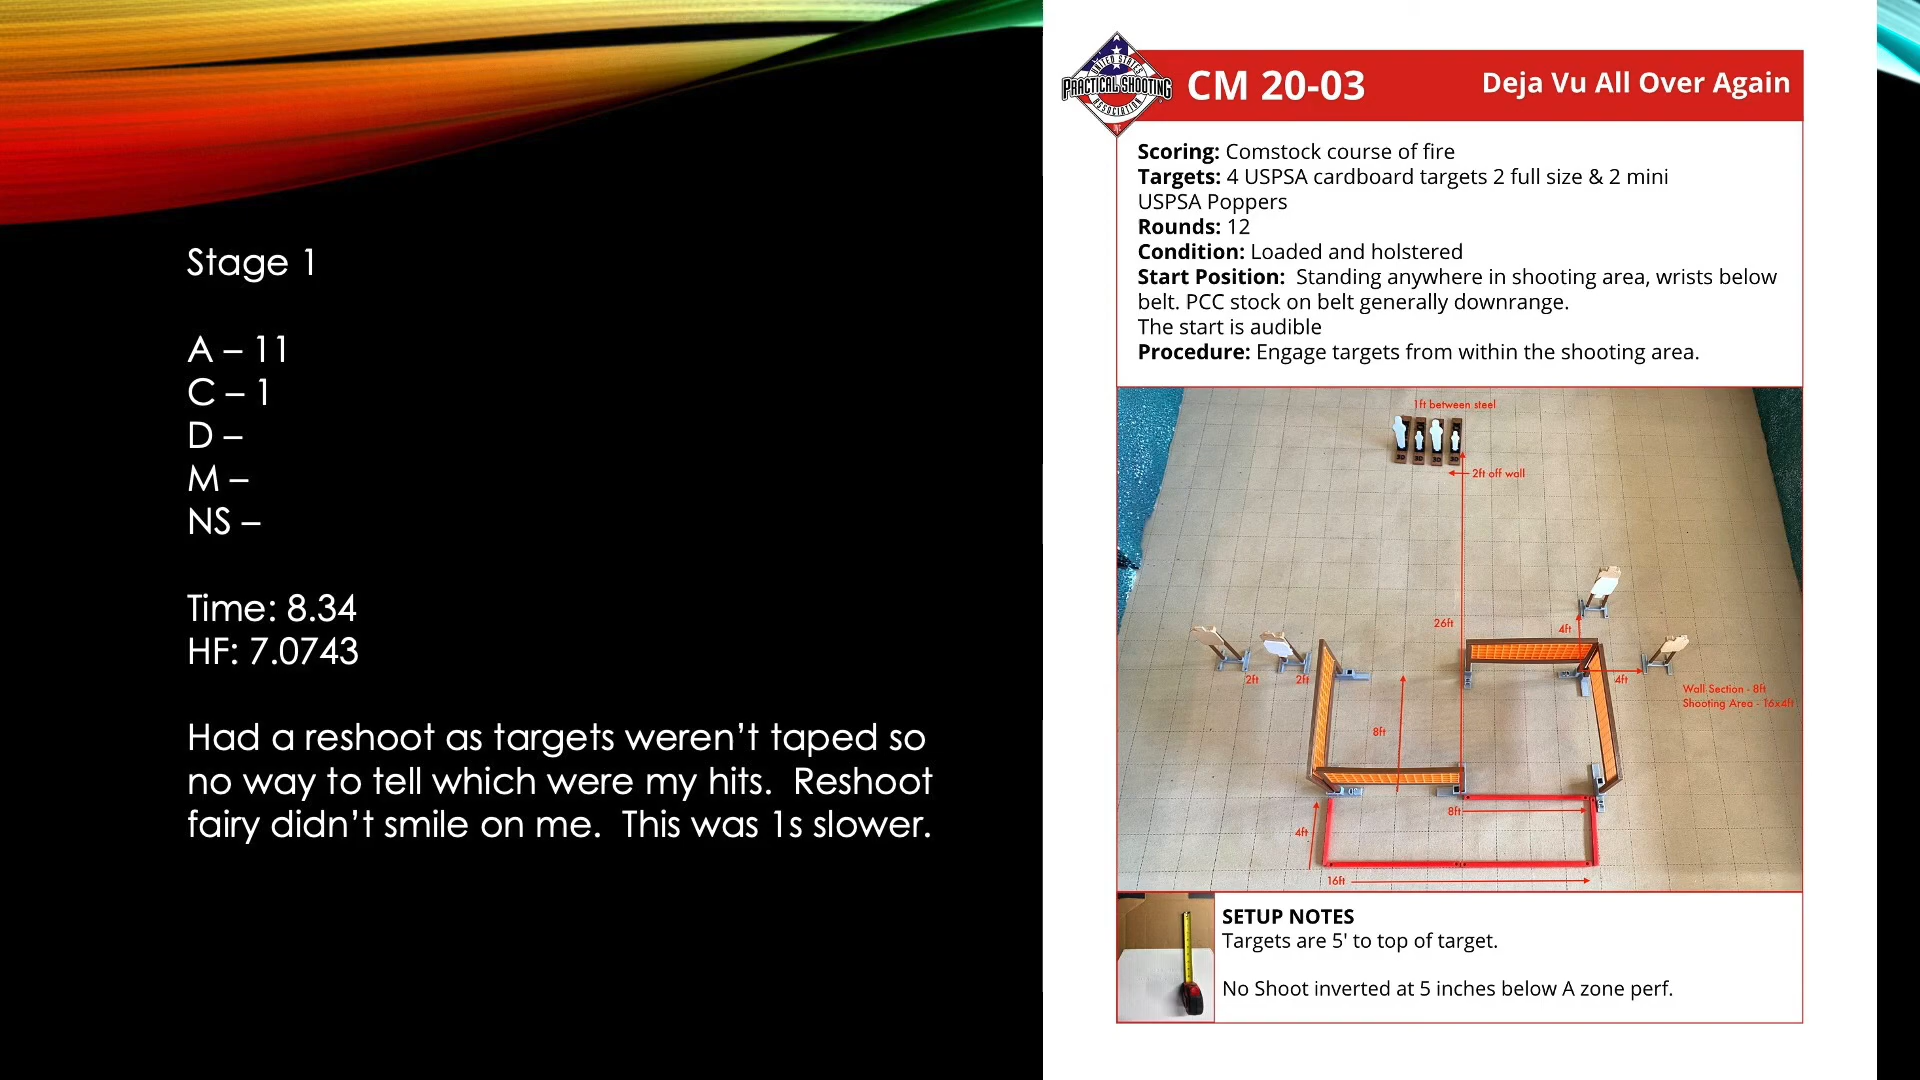 Stage 1
A – 11
C – 1
D –
M –
NS –
Time: 8.34
HF: 7.0743
Had a reshoot as targets weren’t taped so
no way to tell which were my hits.  Reshoot
fairy didn’t smile on me.  This was 1s slower.
UNITED STATES
PRACTICAL SHOOTING
ASSOCIATION
INC
CM 20-03
Deja Vu All Over Again
Scoring: Comstock course of fire
Targets: 4 USPSA cardboard targets 2 full size & 2 mini
USPSA Poppers
Rounds: 12
Condition: Loaded and holstered
Start Position:  Standing anywhere in shooting area, wrists below
belt. PCC stock on belt generally downrange.
The start is audible
Procedure: Engage targets from within the shooting area.
1ft between steel
2ft off wall
26ft
4ft
2ft
2ft
4ft
Wall Section - 8ft
Shooting Area - 16x4ft
8ft
8ft
4ft
16ft
SETUP NOTES
Targets are 5' to top of target.
No Shoot inverted at 5 inches below A zone perf.